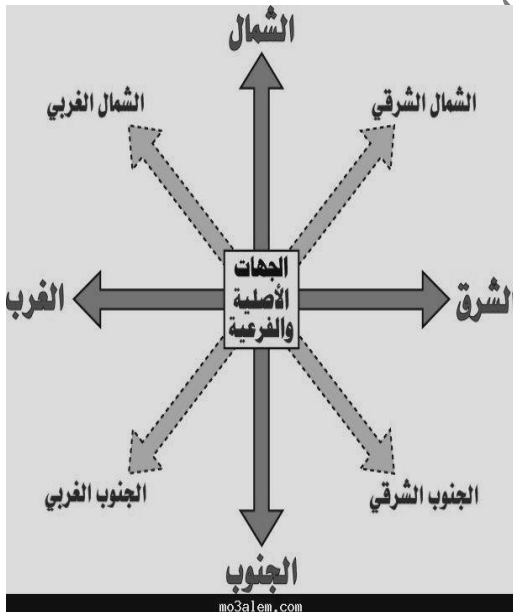 الشمال
الشمال الشرقي
الشمال الغربي
الجهات
الأصلية
والفرعية
الشرق
الغرب
الجنوب الشرقي
الجنوب الغربي
الجنوب
mo3alem.com